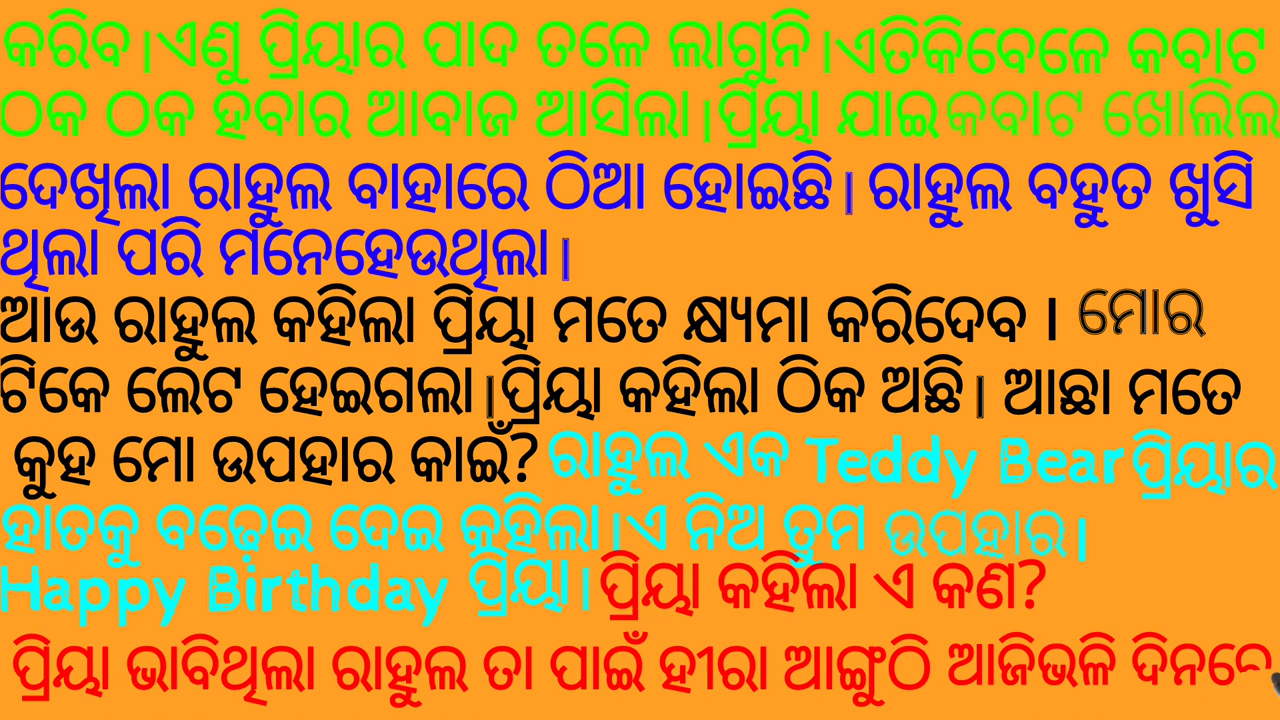 କରିବ|ଏଣୁ ପ୍ରିୟାର ପାଦ ତଳେ ଲାଗୁନି|ଏତିକିବେଳେ କବାଟ
ଠକ ଠକ ହବାର ଆବାଜ ଆସିଲା|ପ୍ରିୟା ଯାଇ କବାଟ ଖୋଲିଲ
ଦେଖିଲା ରାହୁଲ ବାହାରେ ଠିଆ ହୋଇଛି| ରାହୁଲ ବହୁତ ଖୁସି
ଥିଲା ପରି ମନେହେଉଥିଲା|
ଆଉ ରାହୁଲ କହିଲା ପ୍ରିୟା ମତେ କ୍ଷ୍ୟମା କରିଦେବ । ମୋର
ଟିକେ ଲେଟ ହେଇଗଲା|ପ୍ରିୟା କହିଲା ଠିକ ଅଛି| ଆଛା ମତେ
କୁହ ମୋ ଉପହାର କାଇଁ? ରାହୁଲ ଏକ Teddy Bear ପ୍ରିୟାର
ହାତକୁ ବଢ଼େଇ ଦେଇ କହିଲା|ଏ ନିଅ ତୁମ ଉପହାର|
Happy Birthday ପ୍ରିୟା|ପ୍ରିୟା କହିଲା ଏ କଣ?
ପ୍ରିୟା ଭାବିଥିଲା ରାହୁଲ ତା ପାଇଁ ହୀରା ଆଙ୍ଗୁଠି ଆଜିଭଳି